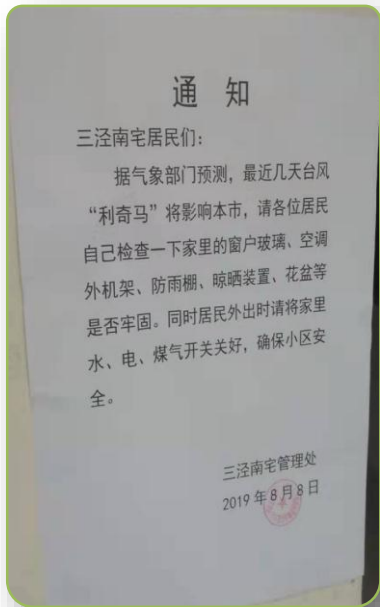 通 知
三泾南宅居民们：
据气象部门预测，最近几天台风
“利奇马”将影响本市，请各位居民
自己检查一下家里的窗户玻璃、空调
外机架、防雨棚、晾晒装置、花盆等
是否牢固。同时居民外出时请将家里
水、电、煤气开关关好，确保小区安
全。
三泾南宅管理处
2019年8月8日